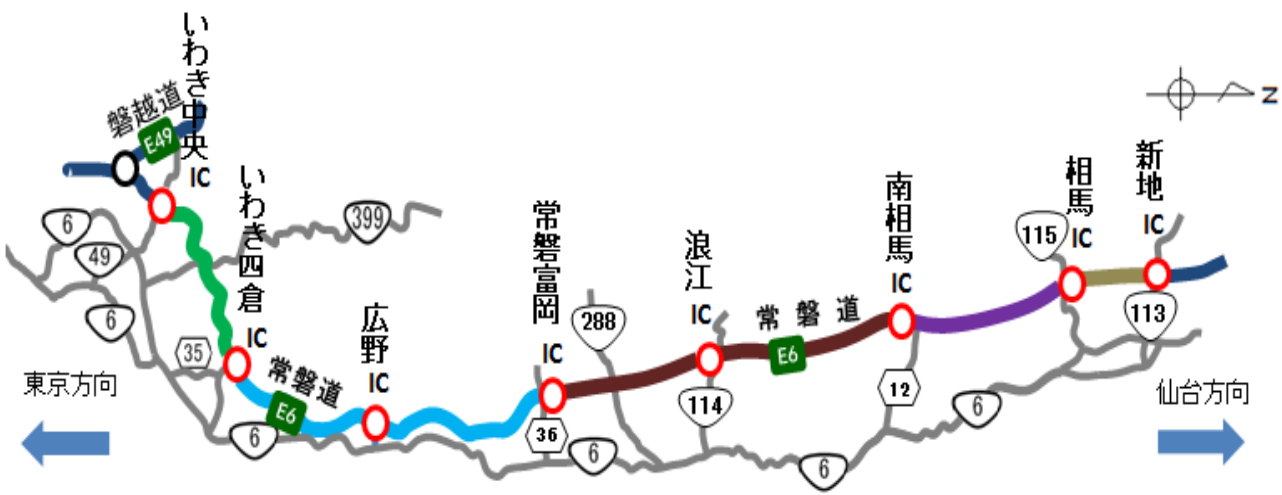 いわき中央
IC
磐越道
E49
いわき四倉
IC
6
49
6
399
35
常磐道
E6
6
広野
IC
常磐富岡
IC
36
6
288
浪江
IC
114
常磐道
E6
6
南相馬
IC
12
6
115
相馬
IC
新地
IC
113
N
東京方向
仙台方向